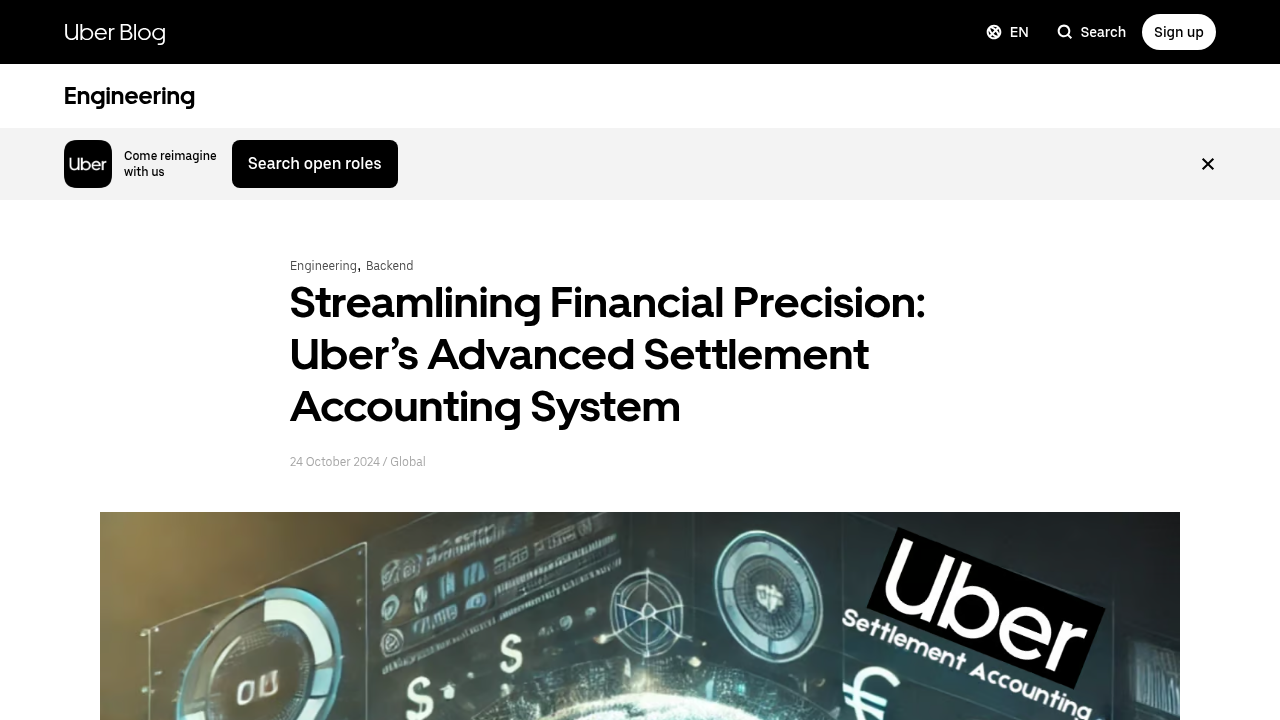 Uber Blog
EN
Search
Sign up
Engineering
Uber
Come reimagine
with us
Search open roles
Engineering, Backend
Streamlining Financial Precision:
Uber’s Advanced Settlement
Accounting System
24 October 2024 / Global
Uber
Settlement Accounting
$
$
€